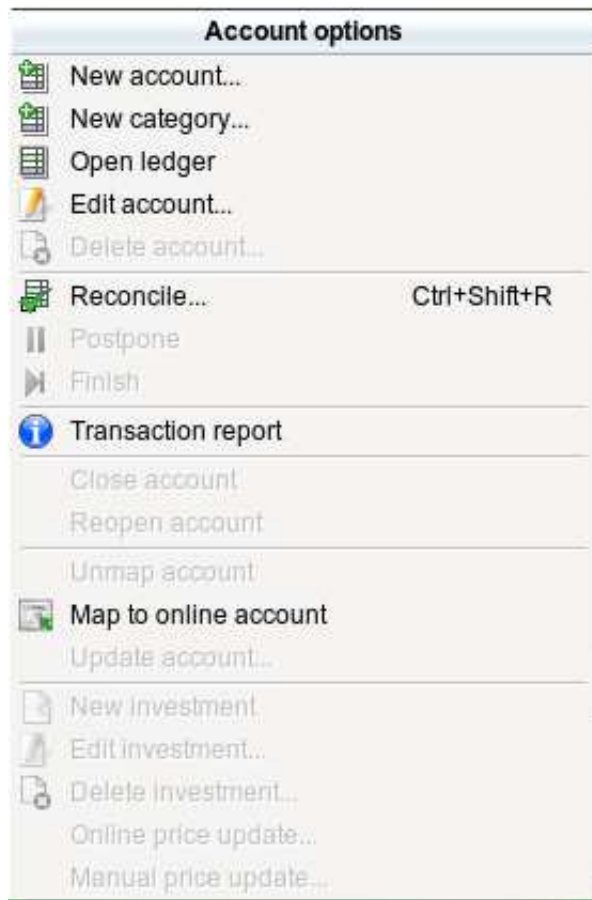 Account options
New account...
New category...
Open ledger
Edit account...
Delete account...
Reconcile... Ctrl+Shift+R
Postpone
Finish
Transaction report
Close account
Reopen account
Unmap account
Map to online account
Update account...
New investment
Edit investment...
Delete investment...
Online price update...
Manual price update...